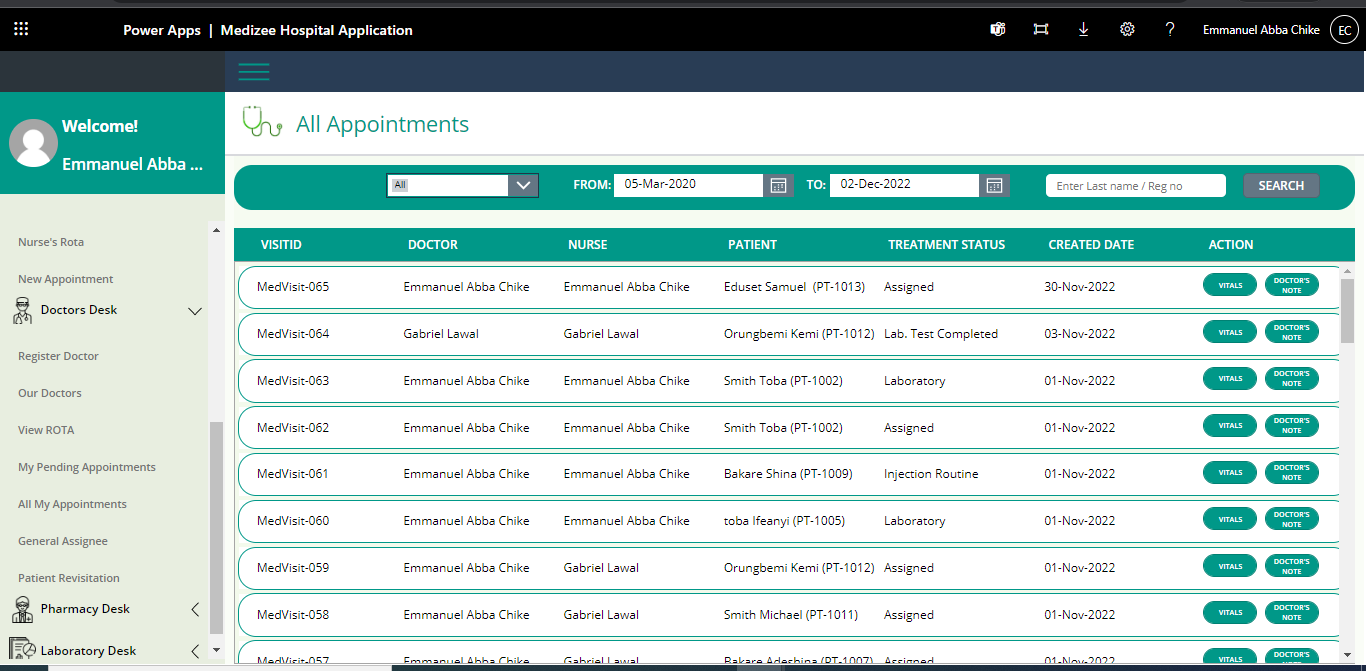 Power Apps | Medizee Hospital Application
? Emmanuel Abba Chike EC
Welcome!
Emmanuel Abba ...
Nurse's Rota
New Appointment
Doctors Desk
Register Doctor
Our Doctors
View ROTA
My Pending Appointments
All My Appointments
General Assignee
Patient Revisitation
Pharmacy Desk
Laboratory Desk
All Appointments
All FROM: 05-Mar-2020 TO: 02-Dec-2022 Enter Last name / Reg no SEARCH
VISITID DOCTOR NURSE PATIENT TREATMENT STATUS CREATED DATE ACTION
MedVisit-065 Emmanuel Abba Chike Emmanuel Abba Chike Eduset Samuel (PT-1013) Assigned 30-Nov-2022 VITALS DOCTOR'S NOTE
MedVisit-064 Gabriel Lawal Gabriel Lawal Orungbemi Kemi (PT-1012) Lab. Test Completed 03-Nov-2022 VITALS DOCTOR'S NOTE
MedVisit-063 Emmanuel Abba Chike Emmanuel Abba Chike Smith Toba (PT-1002) Laboratory 01-Nov-2022 VITALS DOCTOR'S NOTE
MedVisit-062 Emmanuel Abba Chike Emmanuel Abba Chike Smith Toba (PT-1002) Assigned 01-Nov-2022 VITALS DOCTOR'S NOTE
MedVisit-061 Emmanuel Abba Chike Emmanuel Abba Chike Bakare Shina (PT-1009) Injection Routine 01-Nov-2022 VITALS DOCTOR'S NOTE
MedVisit-060 Emmanuel Abba Chike Emmanuel Abba Chike toba Ifeanyi (PT-1005) Laboratory 01-Nov-2022 VITALS DOCTOR'S NOTE
MedVisit-059 Emmanuel Abba Chike Gabriel Lawal Orungbemi Kemi (PT-1012) Assigned 01-Nov-2022 VITALS DOCTOR'S NOTE
MedVisit-058 Emmanuel Abba Chike Gabriel Lawal Smith Michael (PT-1011) Assigned 01-Nov-2022 VITALS DOCTOR'S NOTE
MedVisit-057 Emmanuel Abba Chike Gabriel Lawal Bakare Adeshina (PT-1007) Assigned 01-Nov-2022 VITALS DOCTOR'S NOTE